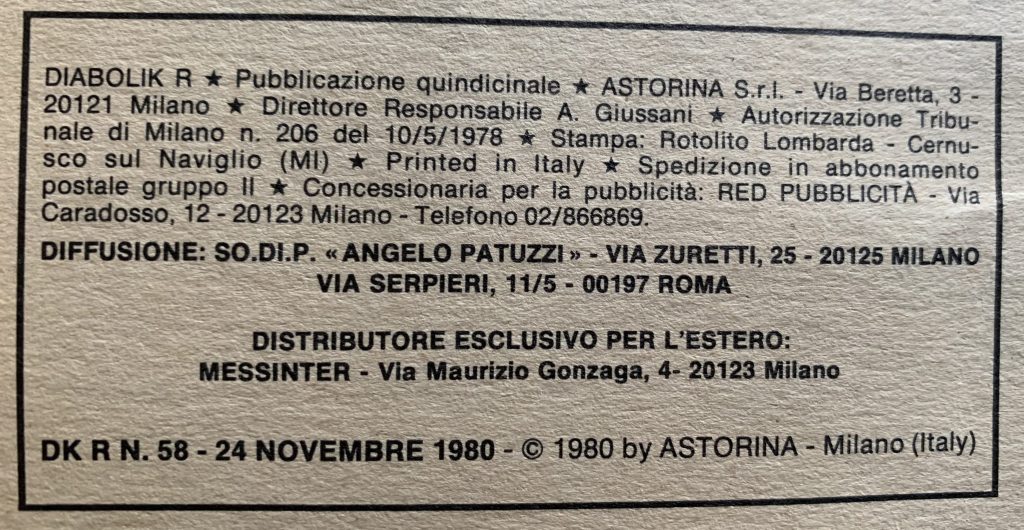 DIABOLIK R ★ Pubblicazione quindicinale ★ ASTORINA S.r.l. - Via Beretta, 3 -
20121 Milano ★ Direttore Responsabile A. Giussani ★ Autorizzazione Tribu-
nale di Milano n. 206 del 10/5/1978 ★ Stampa: Rotolito Lombarda - Cernu-
sco sul Naviglio (MI) ★ Printed in Italy ★ Spedizione in abbonamento
postale gruppo II ★ Concessionaria per la pubblicità: RED PUBBLICITÀ - Via
Caradosso, 12 - 20123 Milano - Telefono 02/866869.
DIFFUSIONE: SO.DI.P. « ANGELO PATUZZI » - VIA ZURETTI, 25 - 20125 MILANO
VIA SERPIERI, 11/5 - 00197 ROMA
DISTRIBUTORE ESCLUSIVO PER L'ESTERO:
MESSINTER - Via Maurizio Gonzaga, 4- 20123 Milano
DK R N. 58 - 24 NOVEMBRE 1980 - © 1980 by ASTORINA - Milano (Italy)